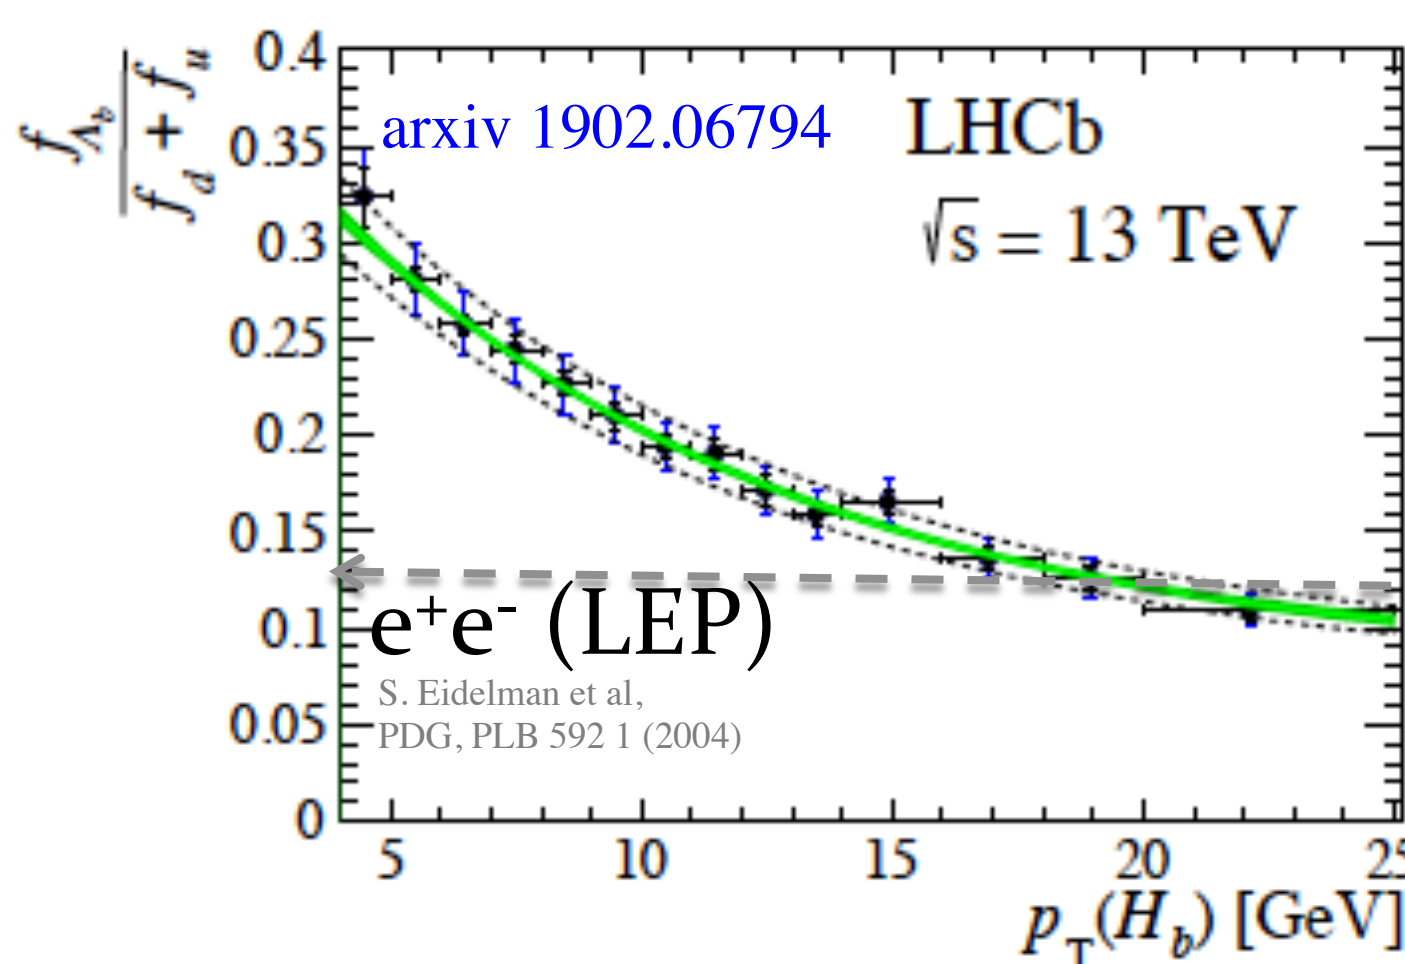 f_Λb / f_d + f_u
0.4
0.35
0.3
0.25
0.2
0.15
0.1
0.05
0
arxiv 1902.06794
LHCb
√s = 13 TeV
e⁺e⁻ (LEP)
S. Eidelman et al,
PDG, PLB 592 1 (2004)
5 10 15 20 25
p_T(H_b) [GeV]